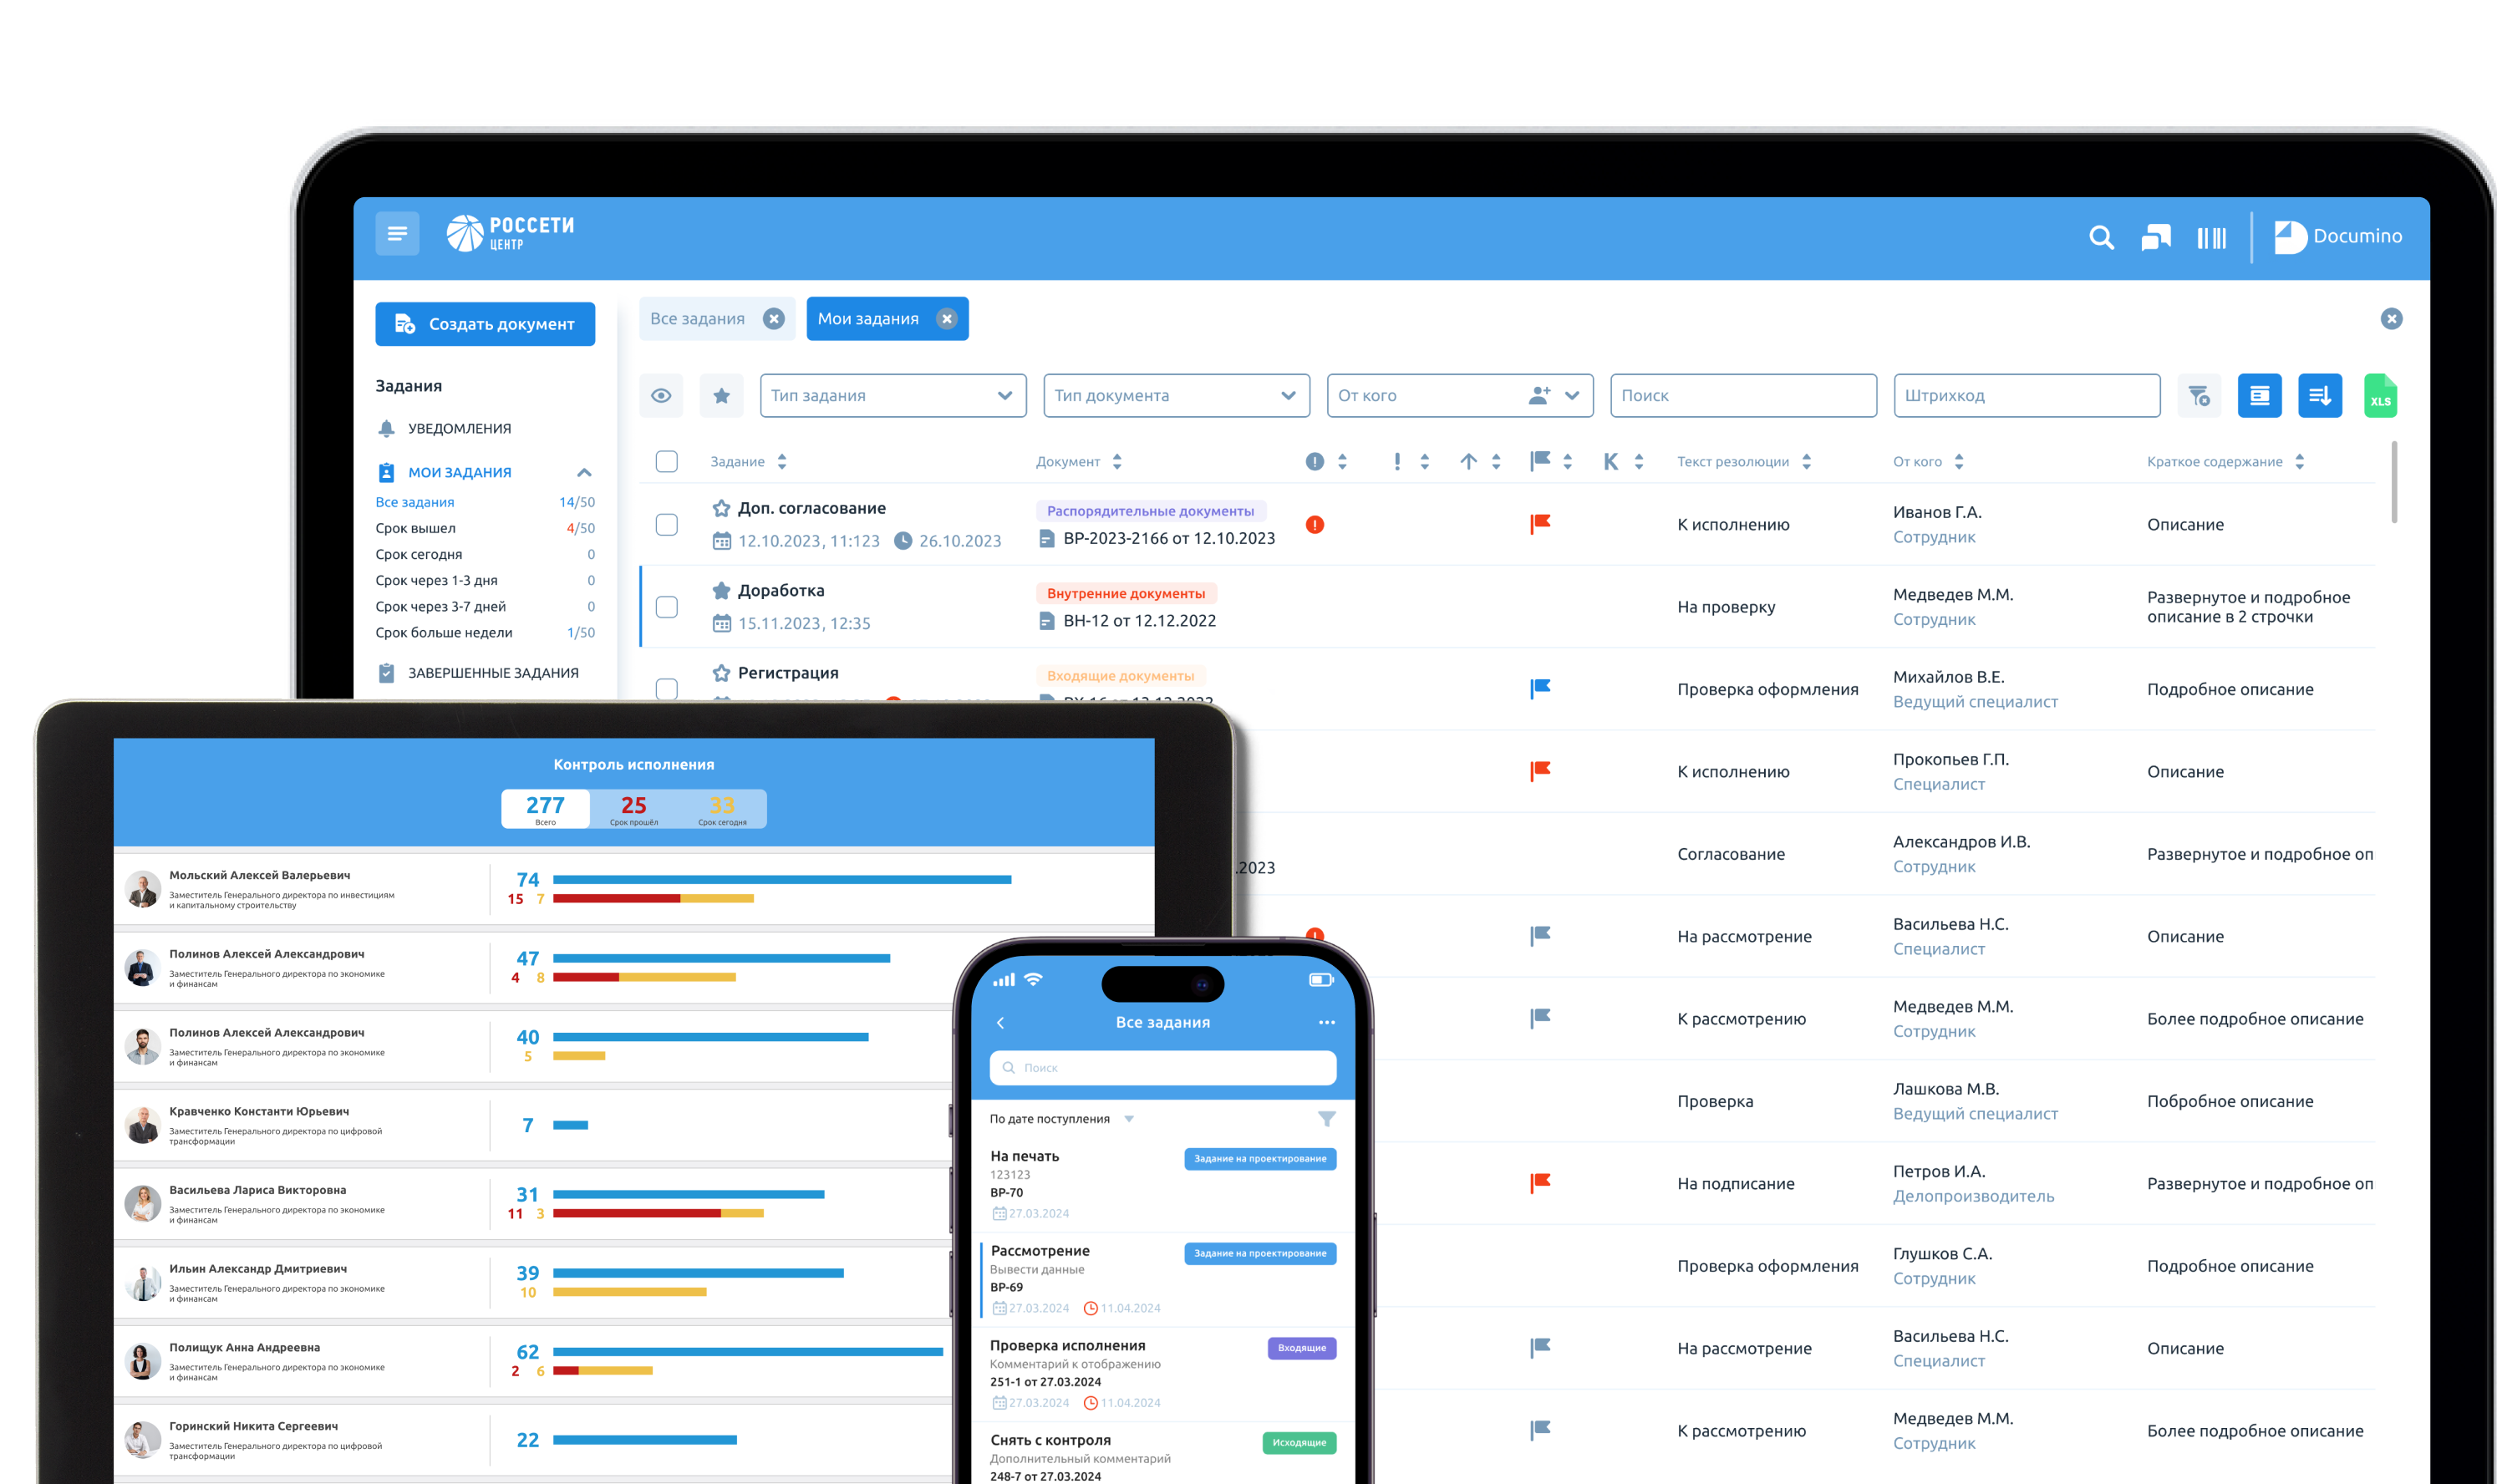 РОССЕТИ
ЦЕНТР
Documino
Создать документ
Все задания
Мои задания
Задания
УВЕДОМЛЕНИЯ
МОИ ЗАДАНИЯ
Все задания 14/50
Срок вышел 4/50
Срок сегодня 0
Срок через 1-3 дня 0
Срок через 3-7 дней 0
Срок больше недели 1/50
ЗАВЕРШЕННЫЕ ЗАДАНИЯ
Тип задания Тип документа От кого Поиск Штрихкод XLS
Задание Документ ! K Текст резолюции От кого Краткое содержание
Доп. согласование
12.10.2023, 11:123 26.10.2023
Распорядительные документы
ВР-2023-2166 от 12.10.2023
К исполнению
Иванов Г.А.
Сотрудник
Описание
Доработка
15.11.2023, 12:35
Внутренние документы
ВН-12 от 12.12.2022
На проверку
Медведев М.М.
Сотрудник
Развернутое и подробное
описание в 2 строчки
Регистрация
Входящие документы
Проверка оформления
Михайлов В.Е.
Ведущий специалист
Подробное описание
К исполнению
Прокопьев Г.П.
Специалист
Описание
.2023
Согласование
Александров И.В.
Сотрудник
Развернутое и подробное оп
На рассмотрение
Васильева Н.С.
Специалист
Описание
К рассмотрению
Медведев М.М.
Сотрудник
Более подробное описание
Проверка
Лашкова М.В.
Ведущий специалист
Побробное описание
На подписание
Петров И.А.
Делопроизводитель
Развернутое и подробное оп
Проверка оформления
Глушков С.А.
Сотрудник
Подробное описание
На рассмотрение
Васильева Н.С.
Специалист
Описание
К рассмотрению
Медведев М.М.
Сотрудник
Более подробное описание
Контроль исполнения
277 25 33
Всего Срок прошёл Срок сегодня
Мольский Алексей Валерьевич
Заместитель Генерального директора по инвестициям
и капитальному строительству
74
15 7
Полинов Алексей Александрович
Заместитель Генерального директора по экономике
и финансам
47
4 8
Полинов Алексей Александрович
Заместитель Генерального директора по экономике
и финансам
40
5
Кравченко Константи Юрьевич
Заместитель Генерального директора по цифровой
трансформации
7
Васильева Лариса Викторовна
Заместитель Генерального директора по экономике
и финансам
31
11 3
Ильин Александр Дмитриевич
Заместитель Генерального директора по экономике
и финансам
39
10
Полищук Анна Андреевна
Заместитель Генерального директора по экономике
и финансам
62
2 6
Горинский Никита Сергеевич
Заместитель Генерального директора по цифровой
трансформации
22
Все задания
Поиск
По дате поступления
На печать
Задание на проектирование
123123
ВР-70
27.03.2024
Рассмотрение
Задание на проектирование
Вывести данные
ВР-69
27.03.2024 11.04.2024
Проверка исполнения
Входящие
Комментарий к отображению
251-1 от 27.03.2024
27.03.2024 11.04.2024
Снять с контроля
Исходящие
Дополнительный комментарий
248-7 от 27.03.2024